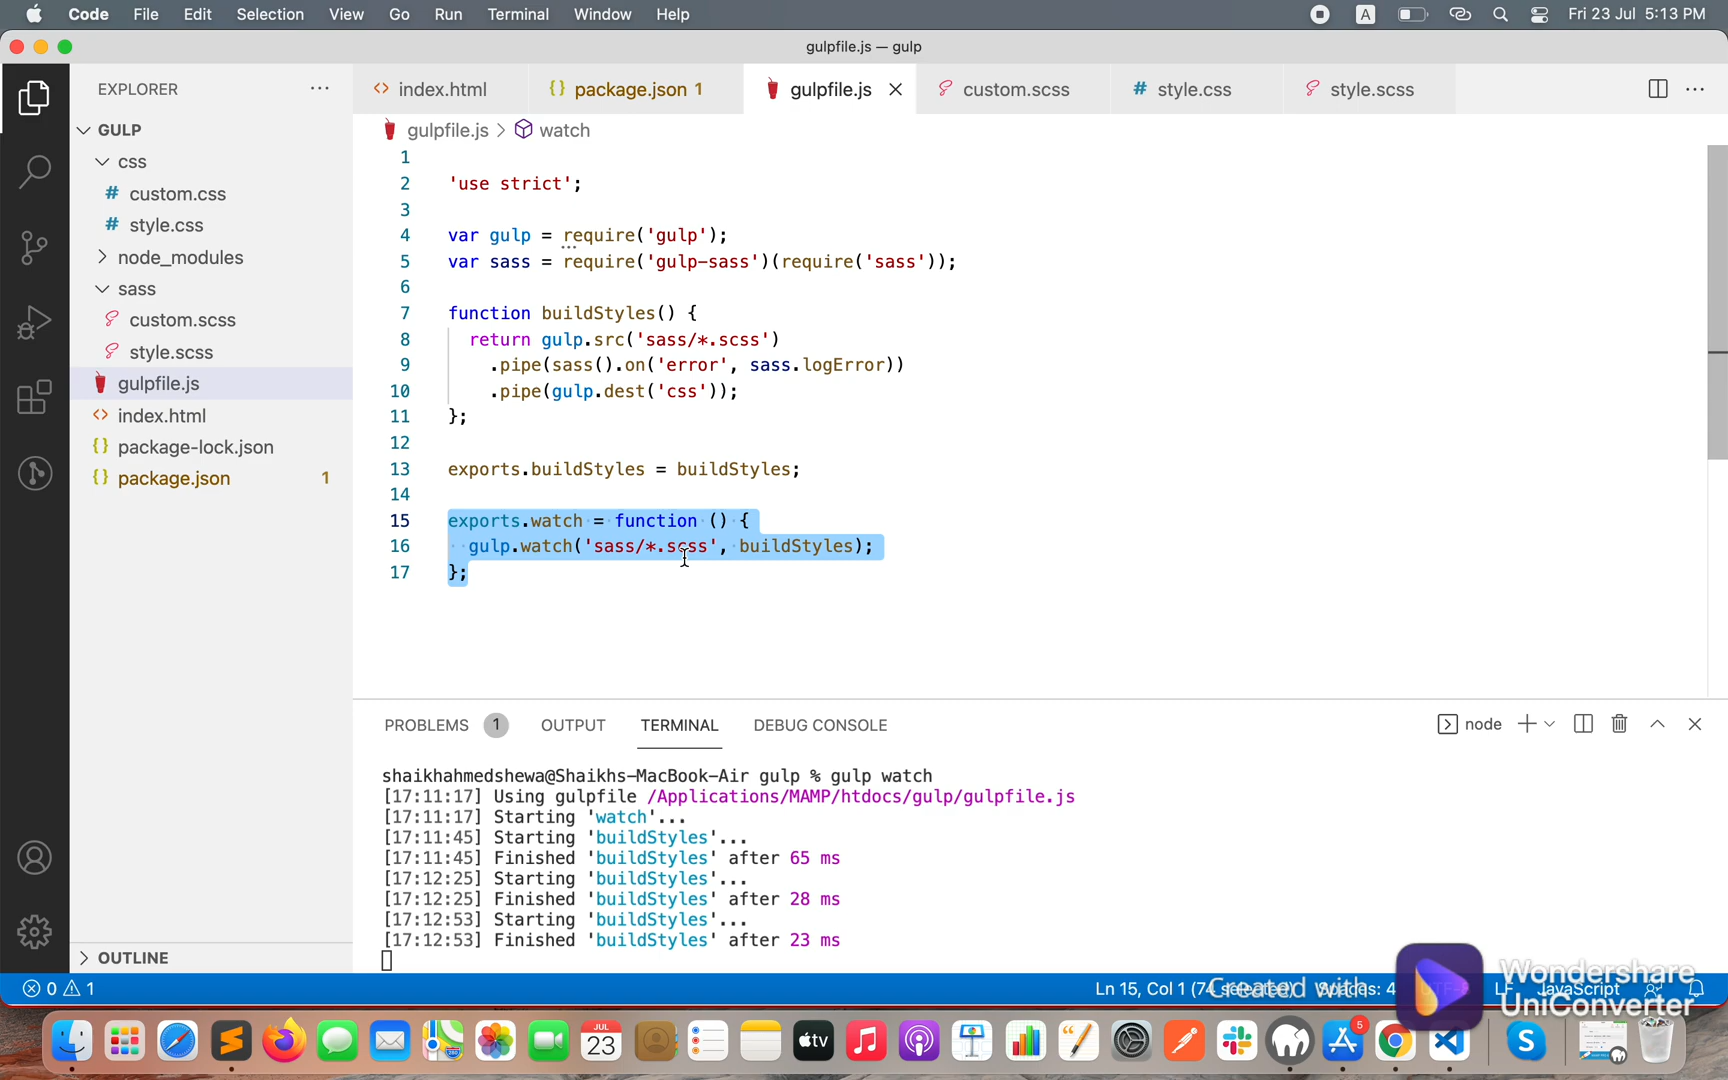 Code File Edit Selection View Go Run Terminal Window Help A Fri 23 Jul 5:13 PM
gulpfile.js — gulp
EXPLORER
index.html package.json 1 gulpfile.js custom.scss style.css style.scss
gulpfile.js > watch
GULP
css
custom.css
style.css
node_modules
sass
custom.scss
style.scss
gulpfile.js
index.html
package-lock.json
package.json 1
OUTLINE
1
2 'use strict';
3
4 var gulp = require('gulp');
5 var sass = require('gulp-sass')(require('sass'));
6
7 function buildStyles() {
8 return gulp.src('sass/*.scss')
9 .pipe(sass().on('error', sass.logError))
10 .pipe(gulp.dest('css'));
11 };
12
13 exports.buildStyles = buildStyles;
14
15 exports.watch = function () {
16 gulp.watch('sass/*.scss', buildStyles);
17 };
PROBLEMS 1 OUTPUT TERMINAL DEBUG CONSOLE node
shaikhahmedshewa@Shaikhs-MacBook-Air gulp % gulp watch
[17:11:17] Using gulpfile /Applications/MAMP/htdocs/gulp/gulpfile.js
[17:11:17] Starting 'watch'...
[17:11:45] Starting 'buildStyles'...
[17:11:45] Finished 'buildStyles' after 65 ms
[17:12:25] Starting 'buildStyles'...
[17:12:25] Finished 'buildStyles' after 28 ms
[17:12:53] Starting 'buildStyles'...
[17:12:53] Finished 'buildStyles' after 23 ms
0 1 Ln 15, Col 1 (74 selected) Spaces: 4 LF JavaScript
Created with
Wondershare
UniConverter
JUL
23
tv
5